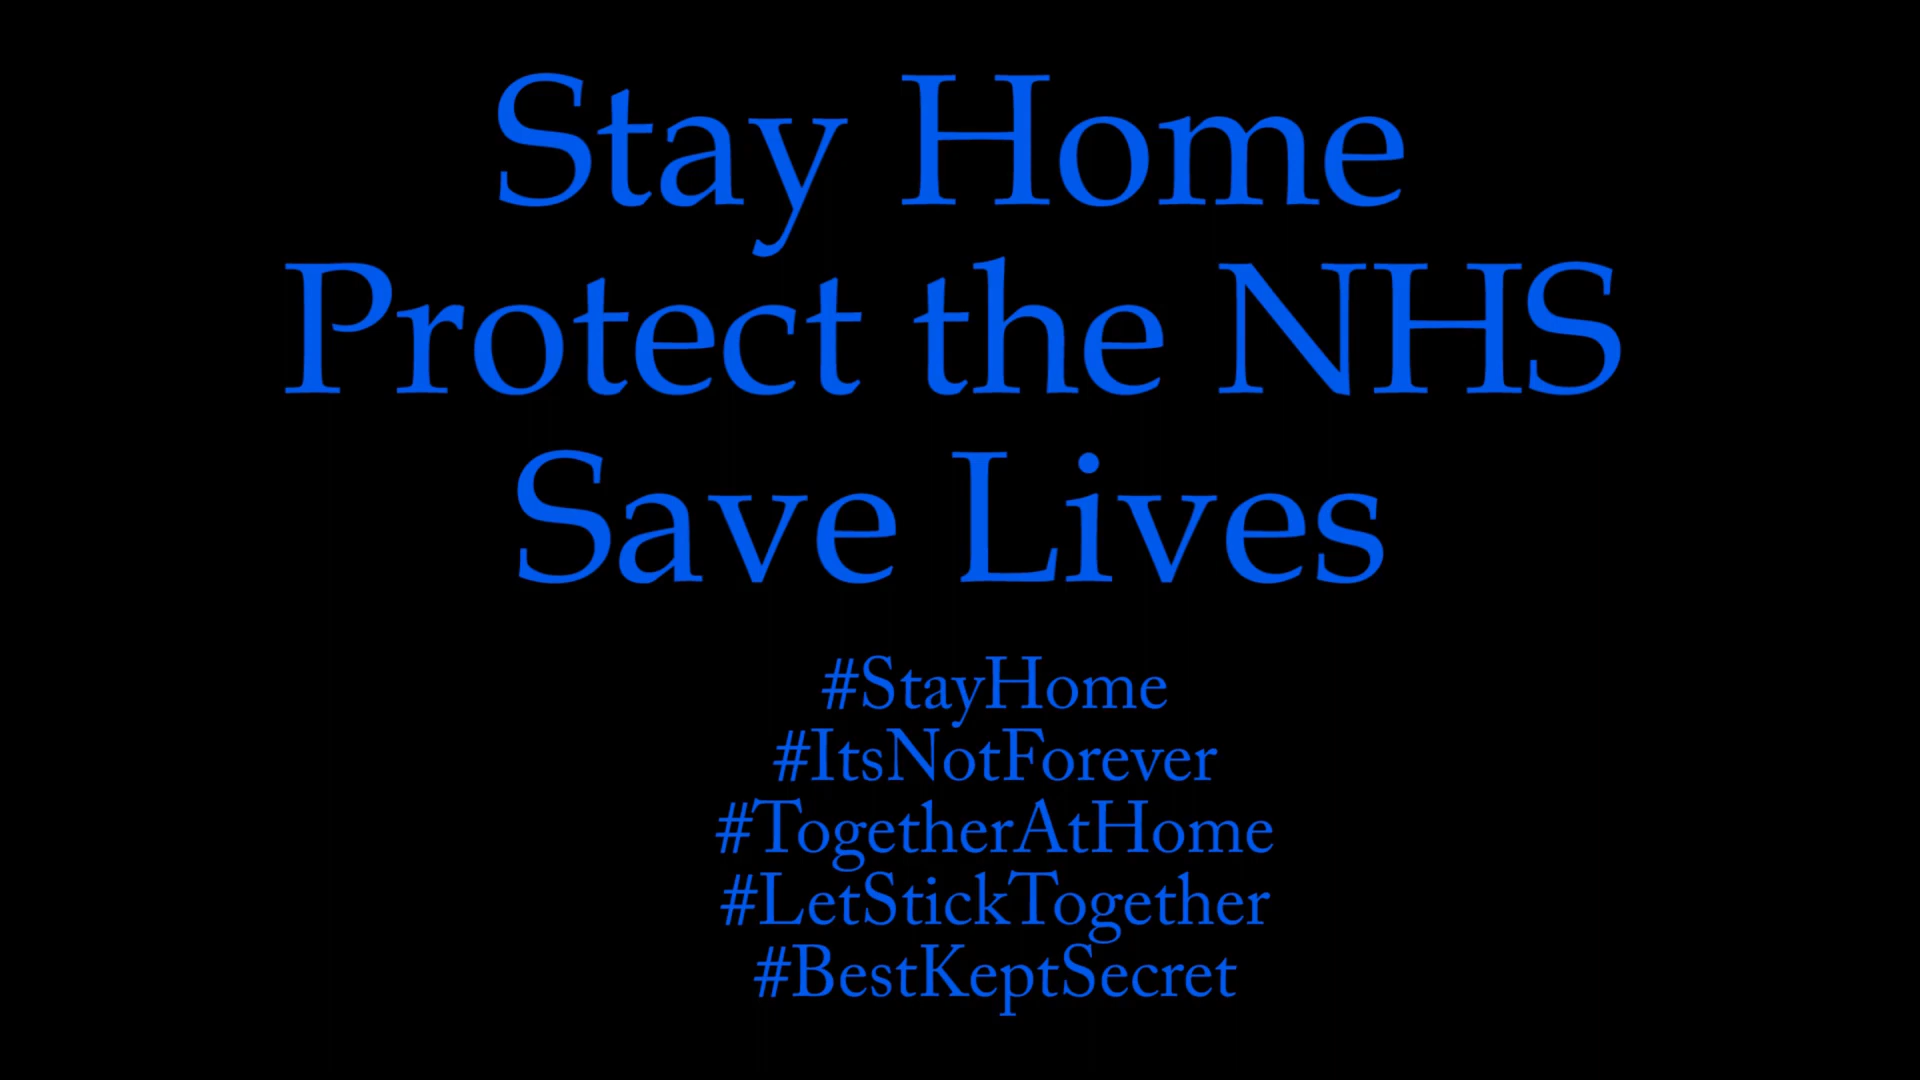 Stay Home
Protect the NHS
Save Lives
#StayHome
#ItsNotForever
#TogetherAtHome
#LetStickTogether
#BestKeptSecret